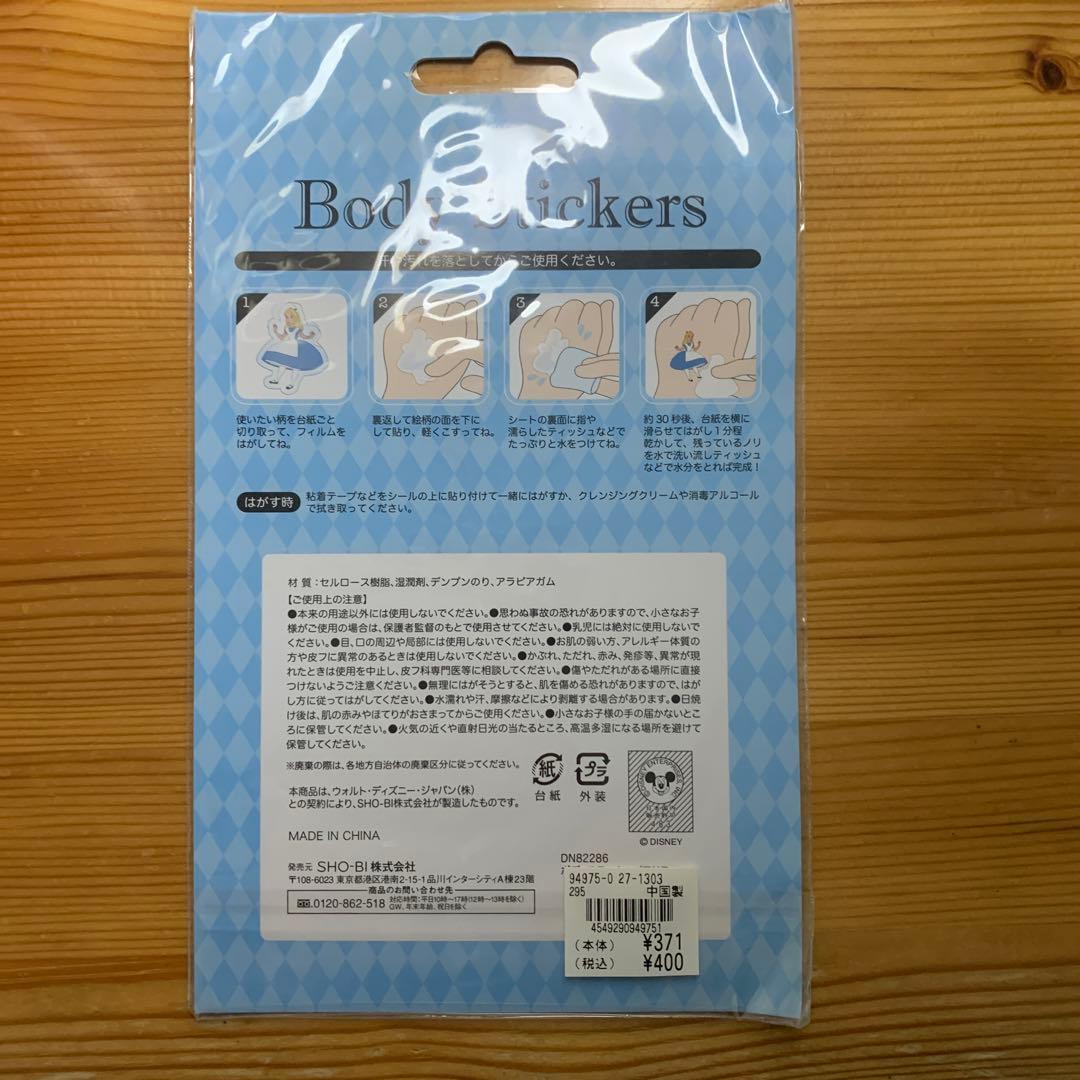 Body Stickers
汚れを落としてからご使用ください。
1
2
3
4
使いたい柄を台紙ごと
切り取って、フィルムを
はがしてね。
裏返して絵柄の面を下に
して貼り、軽くこすってね。
シートの裏面に指や
濡らしたティッシュなどで
たっぷりと水をつけてね。
約30秒後、台紙を横に
滑らせてはがし1分程
乾かして、残っているノリ
を水で洗い流しティッシュ
などで水分をとれば完成！
はがす時
粘着テープなどをシールの上に貼り付けて一緒にはがすか、クレンジングクリームや消毒アルコール
で拭き取ってください。
材 質：セルロース樹脂、湿潤剤、デンプンのり、アラビアガム
【ご使用上の注意】
●本来の用途以外には使用しないでください。●思わぬ事故の恐れがありますので、小さなお子
様がご使用の場合は、保護者監督のもとで使用させてください。●乳児には絶対に使用しないで
ください。●目、口の周辺や局部には使用しないでください。●お肌の弱い方、アレルギー体質の
方や皮フに異常のあるときは使用しないでください。●かぶれ、ただれ、赤み、発疹等、異常が現
れたときは使用を中止し、皮フ科専門医等に相談してください。●傷やただれがある場所に直接
つけないようご注意ください。●無理にはがそうとすると、肌を傷める恐れがありますので、はが
し方に従ってはがしてください。●水濡れや汗、摩擦などにより剥離する場合があります。●日焼
け後は、肌の赤みやほてりがおさまってからご使用ください。●小さなお子様の手の届かないとこ
ろに保管してください。●火気の近くや直射日光の当たるところ、高温多湿になる場所を避けて
保管してください。
※廃棄の際は、各地方自治体の廃棄区分に従ってください。
本商品は、ウォルト・ディズニー・ジャパン(株)
との契約により、SHO-BI株式会社が製造したものです。
紙
台紙
プラ
外装
© DISNEY
MADE IN CHINA
発売元 SHO-BI株式会社
〒108-6023 東京都港区港南2-15-1 品川インターシティA棟23階
商品のお問い合わせ先
0120-862-518 対応時間：平日10時〜17時(12時〜13時を除く)
GW、年末年始、祝日を除く
DN82286
94975-0 27-1303
295 中国製
4549290949751
(本体) ¥371
(税込) ¥400